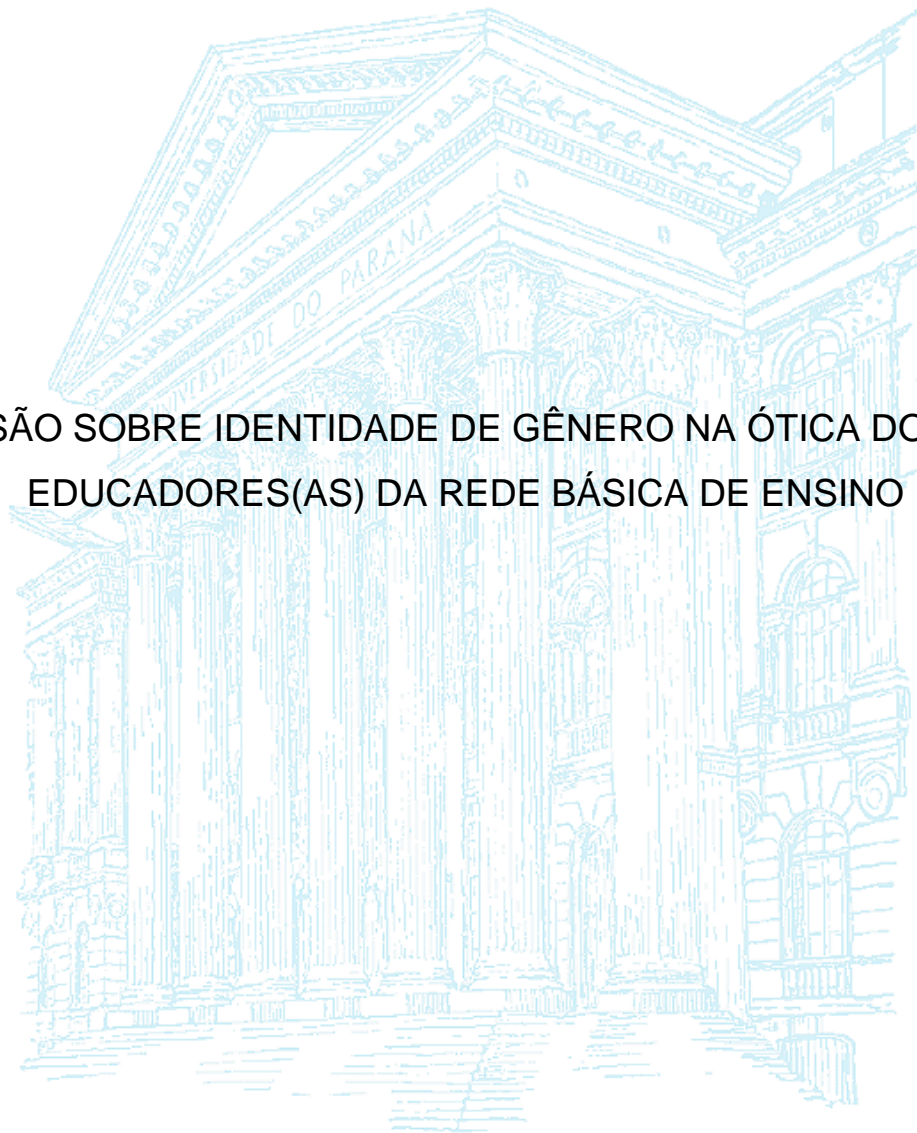 UNIVERSIDADE DO PARANÁ
SÃO SOBRE IDENTIDADE DE GÊNERO NA ÓTICA DO
EDUCADORES(AS) DA REDE BÁSICA DE ENSINO